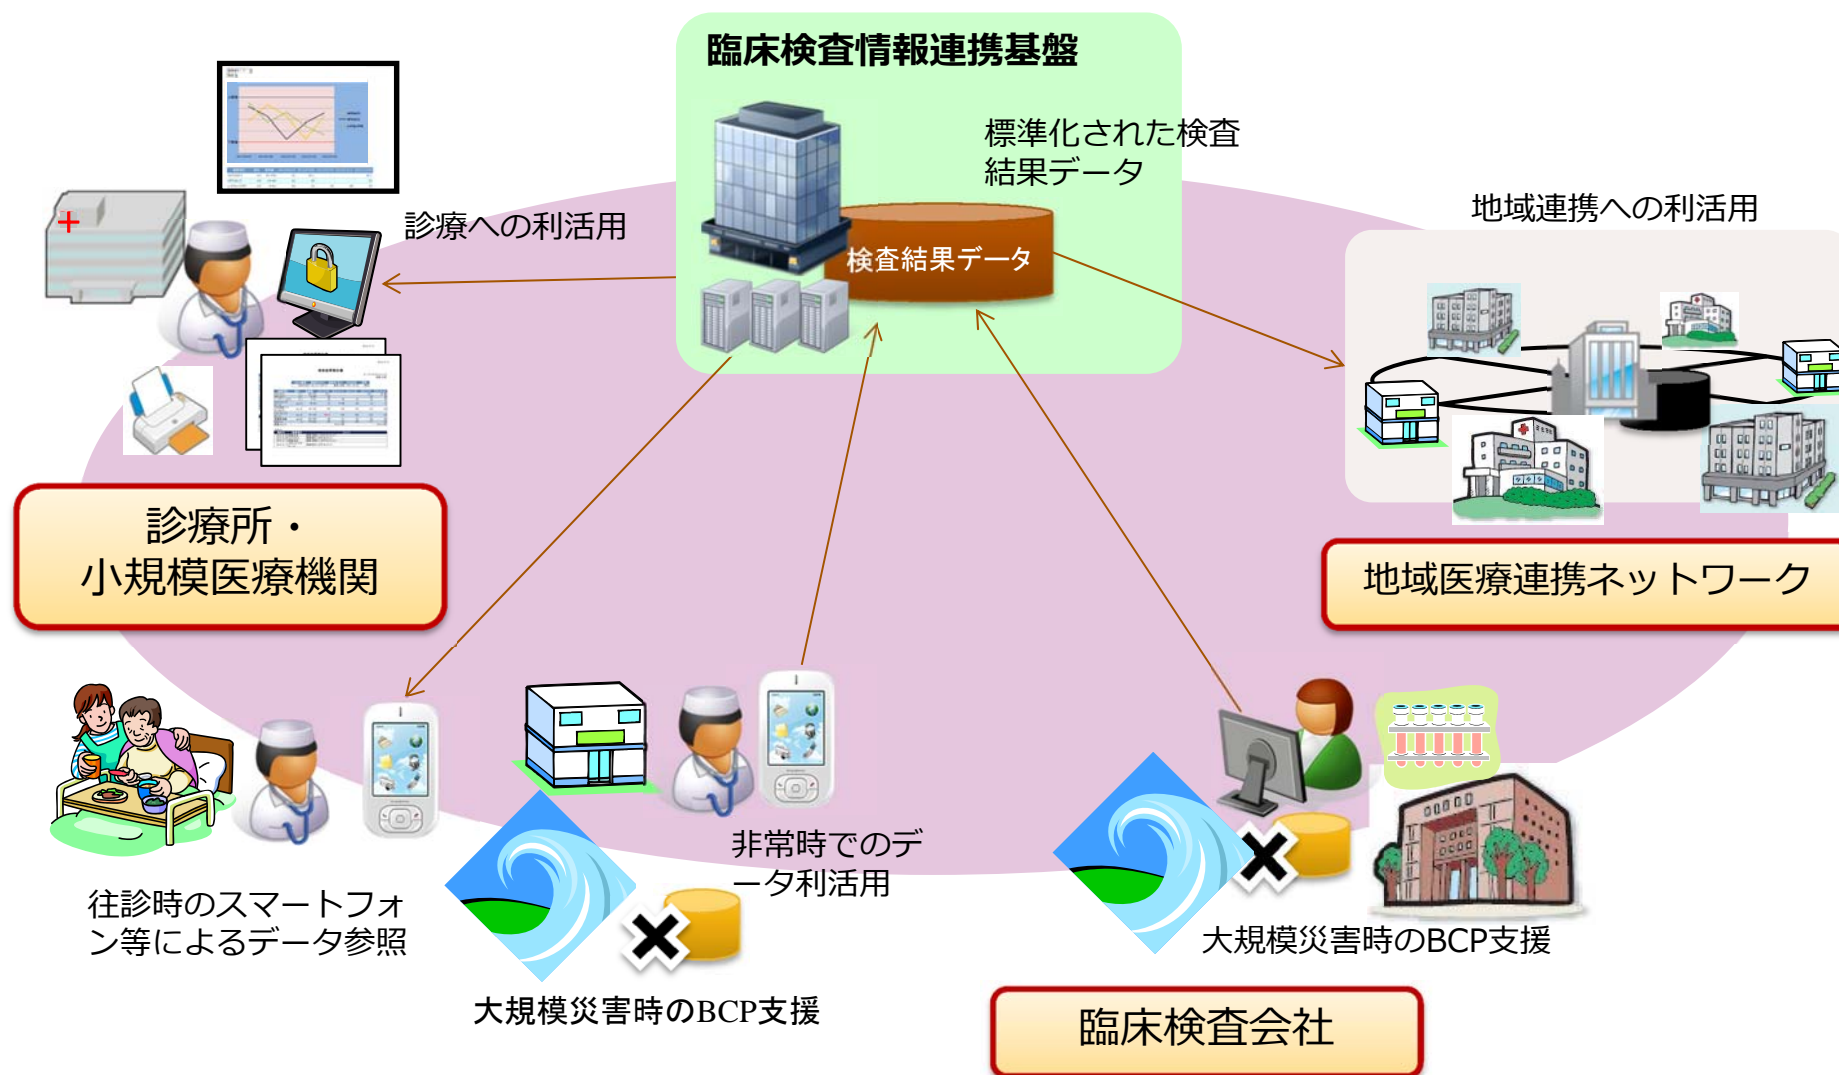 臨床検査情報連携基盤
標準化された検査
結果データ
検査結果データ
診療への利活用
地域連携への利活用
診療所・
小規模医療機関
地域医療連携ネットワーク
非常時でのデ
ータ利活用
往診時のスマートフォ
ン等によるデータ参照
大規模災害時のBCP支援
大規模災害時のBCP支援
臨床検査会社